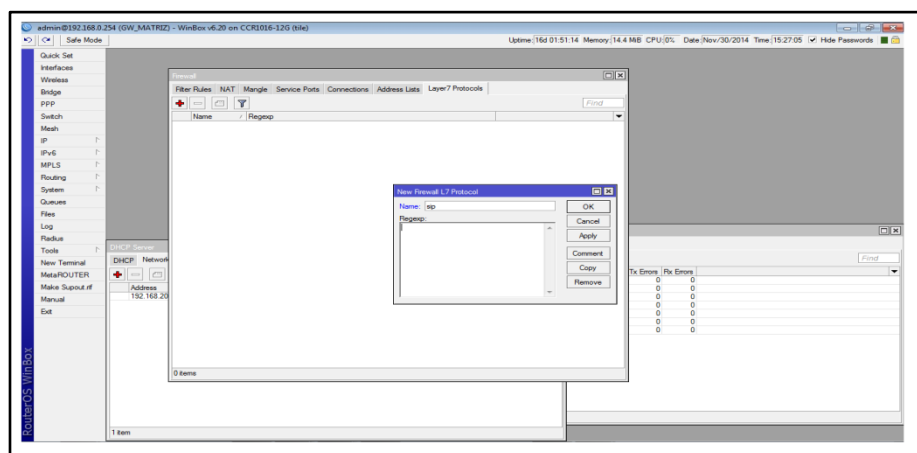 admin@192.168.0.254 (GW_MATRIZ) - WinBox v6.20 on CCR1016-12G (tile)
Safe Mode
Uptime: 16d 01:51:14 Memory: 14.4 MiB CPU: 0% Date: Nov/30/2014 Time: 15:27:05 Hide Passwords
Quick Set
Interfaces
Wireless
Bridge
PPP
Switch
Mesh
IP
IPv6
MPLS
Routing
System
Queues
Files
Log
Radius
Tools
New Terminal
MetaROUTER
Make Supout.rif
Manual
Exit
RouterOS WinBox
Firewall
Filter Rules NAT Mangle Service Ports Connections Address Lists Layer7 Protocols
Find
Name Regexp
0 items
New Firewall L7 Protocol
Name: sip
Regexp:
OK
Cancel
Apply
Comment
Copy
Remove
DHCP Server
DHCP Network
Address
192.168.20
1 item
Find
Tx Errors Rx Errors
0 0
0 0
0 0
0 0
0 0
0 0
0 0